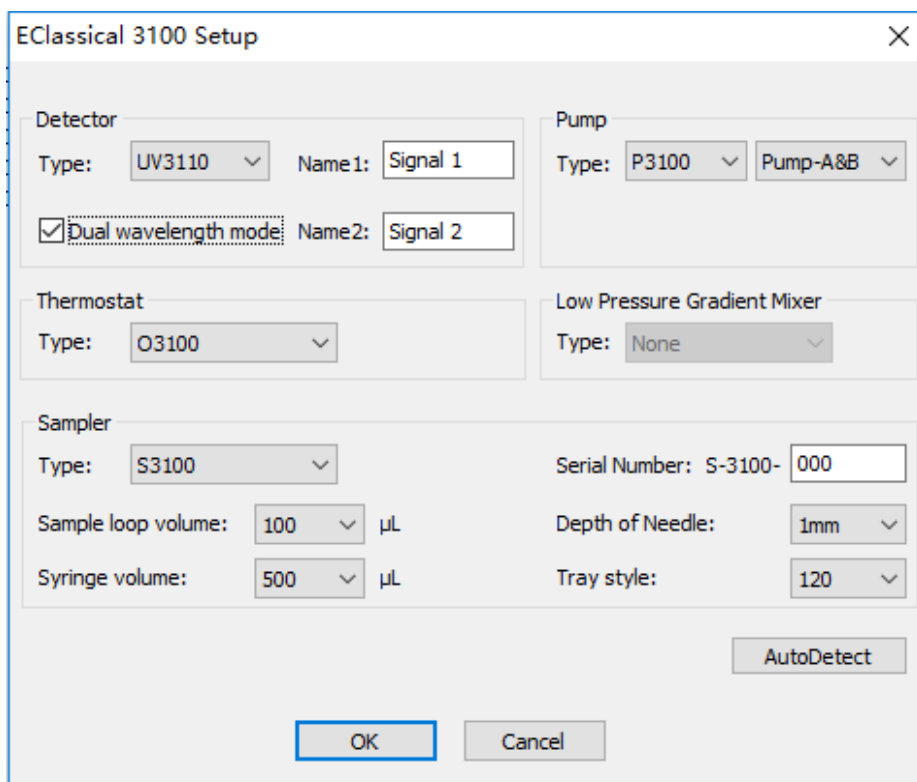 EClassical 3100 Setup
Detector
Type: UV3110 Name1: Signal 1
Dual wavelength mode Name2: Signal 2
Pump
Type: P3100 Pump-A&B
Thermostat
Type: O3100
Low Pressure Gradient Mixer
Type: None
Sampler
Type: S3100 Serial Number: S-3100- 000
Sample loop volume: 100 µL Depth of Needle: 1mm
Syringe volume: 500 µL Tray style: 120
AutoDetect
OK Cancel